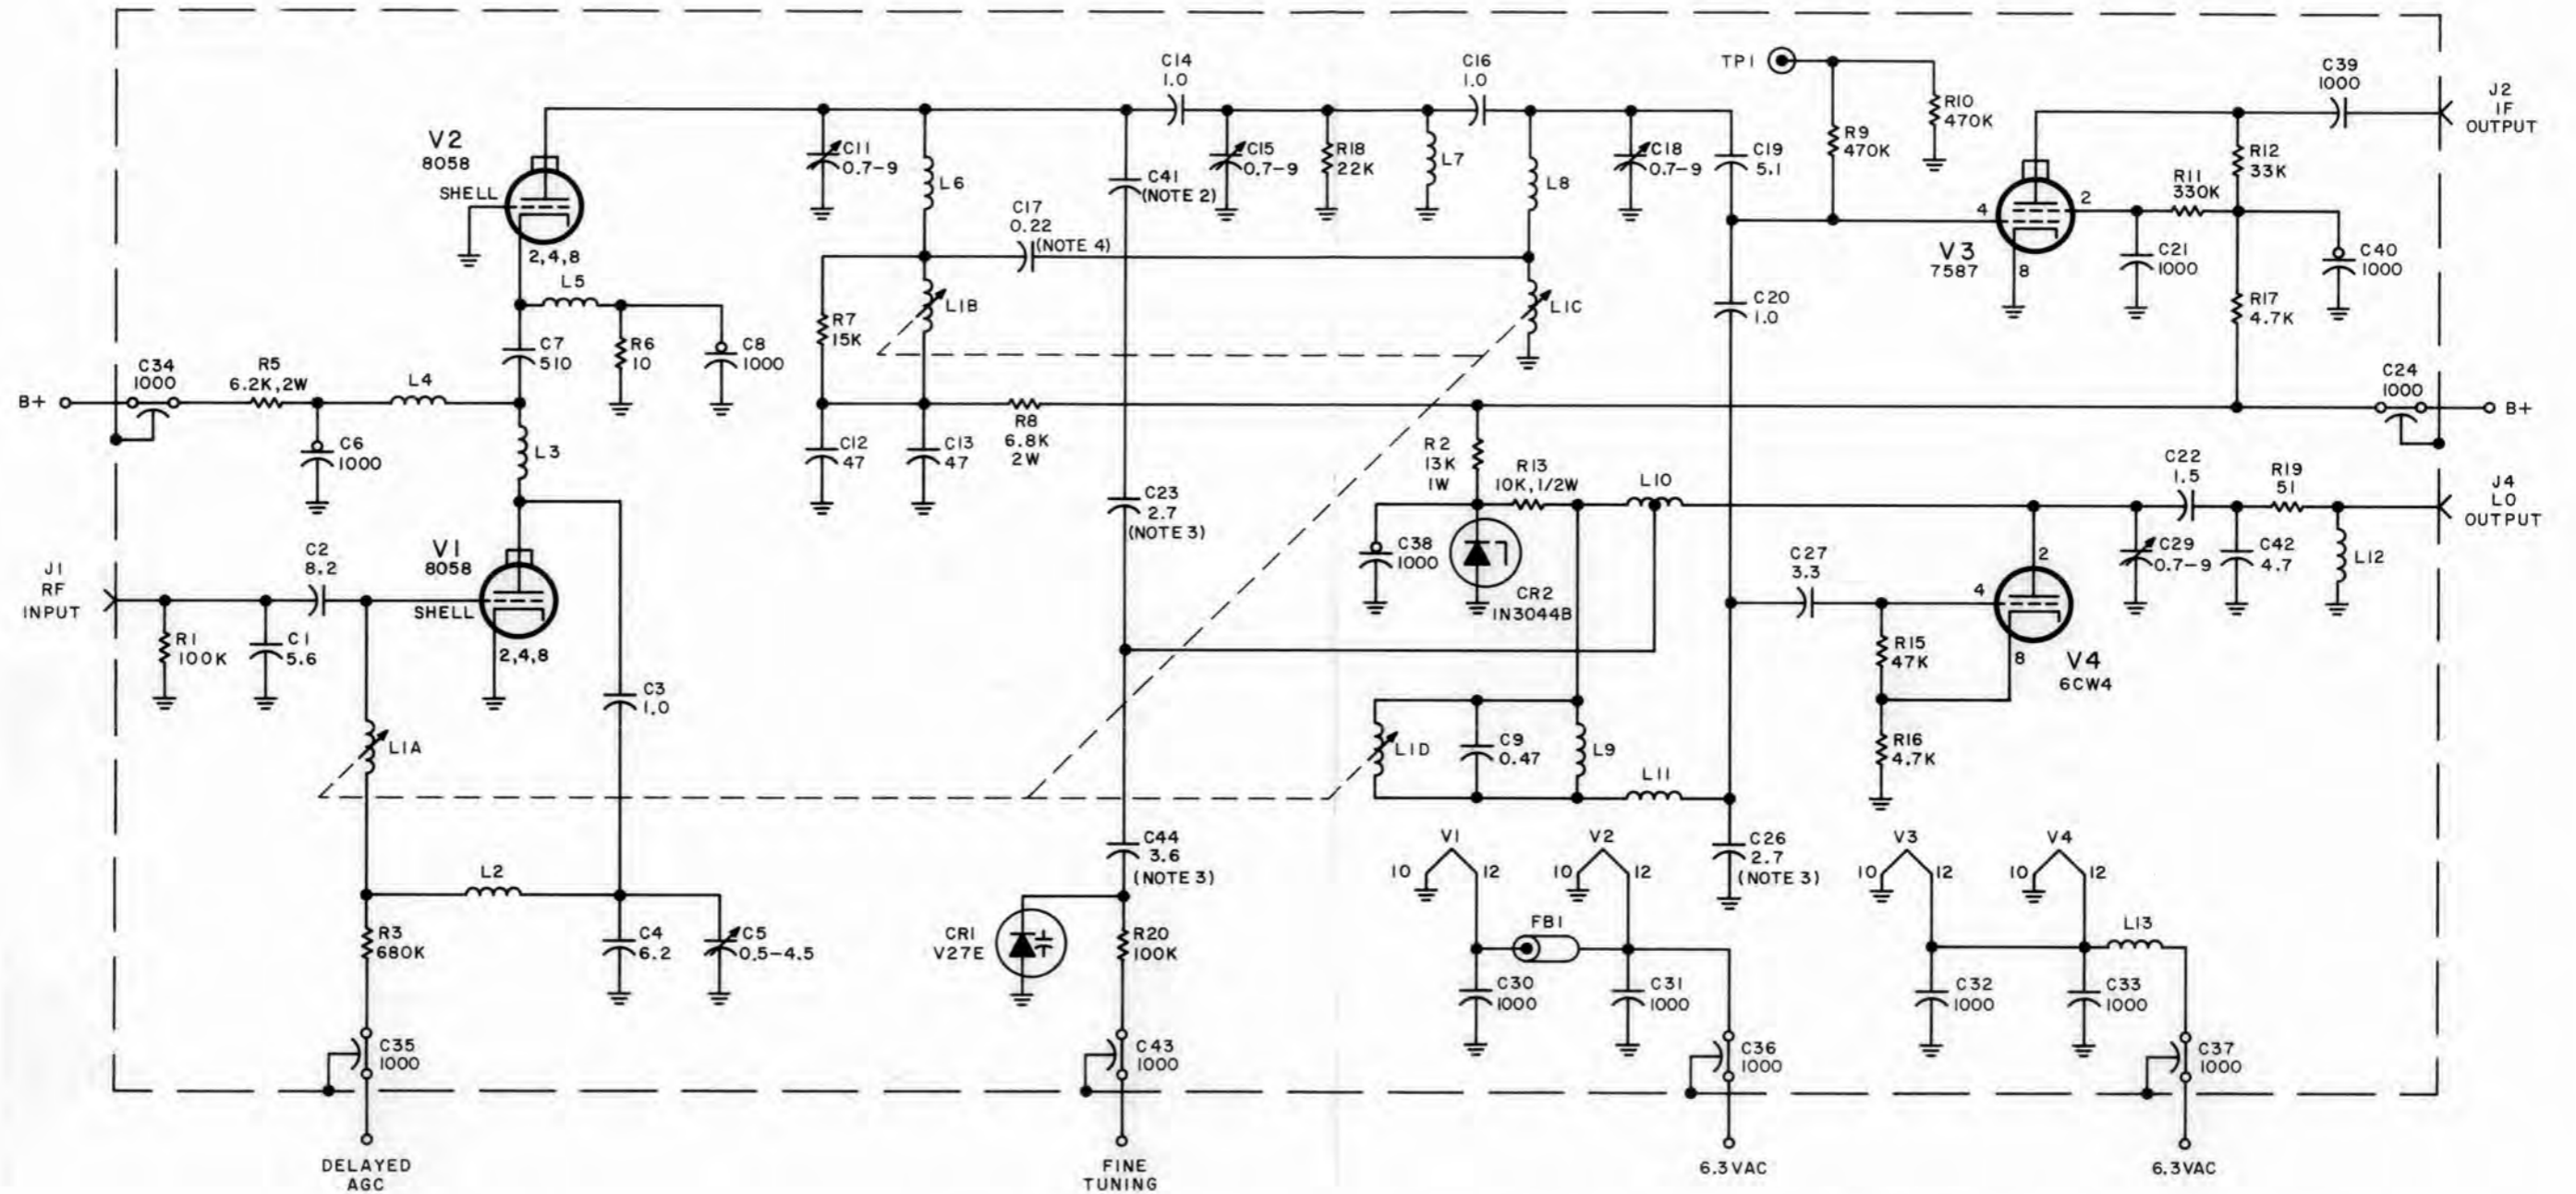 C14
1.0
C16
1.0
TP1
R10
470K
C39
1000
J2
IF
OUTPUT
V2
8058
SHELL
2,4,8
C11
0.7-9
L6
C41
(NOTE 2)
C15
0.7-9
R18
22K
L7
L8
C18
0.7-9
C19
5.1
R9
470K
4
2
V3
7587
8
R11
330K
R12
33K
C21
1000
C40
1000
C17
0.22
(NOTE 4)
L5
C7
510
R6
10
C8
1000
R7
15K
L1B
L1C
C20
1.0
R17
4.7K
B+
C34
1000
R5
6.2K,2W
L4
C6
1000
L3
C12
47
C13
47
R8
6.8K
2W
C24
1000
B+
C23
2.7
(NOTE 3)
R2
13K
1W
R13
10K,1/2W
L10
C22
1.5
R19
51
J4
LO
OUTPUT
J1
RF
INPUT
R1
100K
C1
5.6
C2
8.2
V1
8058
SHELL
2,4,8
C38
1000
CR2
1N3044B
C27
3.3
4
2
8
V4
6CW4
C29
0.7-9
C42
4.7
L12
R15
47K
R16
4.7K
C3
1.0
L1A
L1D
C9
0.47
L9
L11
L2
R3
680K
C4
6.2
C5
0.5-4.5
C44
3.6
(NOTE 3)
CR1
V27E
R20
100K
V1
10
12
V2
10
12
C26
2.7
(NOTE 3)
V3
10
12
V4
10
12
FB1
L13
C30
1000
C31
1000
C32
1000
C33
1000
C35
1000
C43
1000
C36
1000
C37
1000
DELAYED
AGC
FINE
TUNING
6.3VAC
6.3VAC